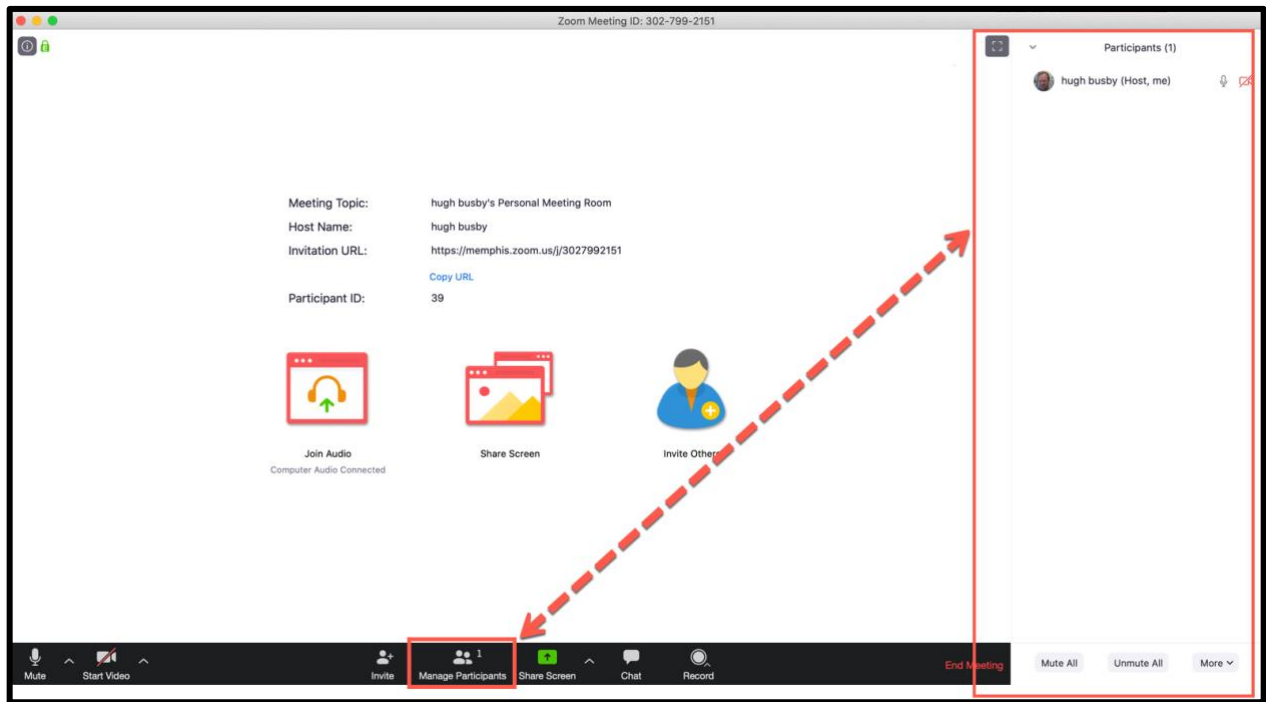 Zoom Meeting ID: 302-799-2151
Participants (1)
hugh busby (Host, me)
Meeting Topic: hugh busby's Personal Meeting Room
Host Name: hugh busby
Invitation URL: https://memphis.zoom.us/j/3027992151
Copy URL
Participant ID: 39
Join Audio Share Screen Invite Others
Computer Audio Connected
1
Mute Start Video Invite Manage Participants Share Screen Chat Record End Meeting Mute All Unmute All More